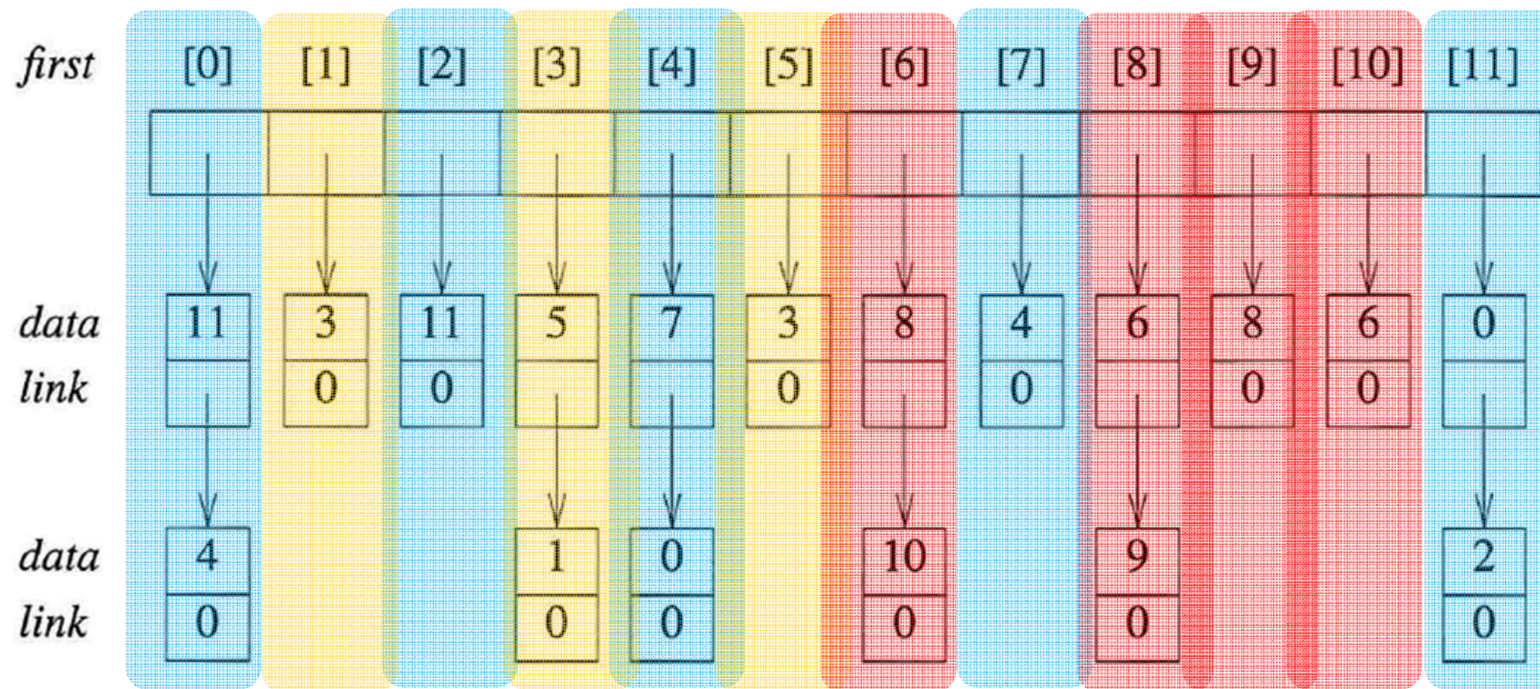 first [0] [1] [2] [3] [4] [5] [6] [7] [8] [9] [10] [11]
data 11 3 11 5 7 3 8 4 6 8 6 0
link 0 0 0 0 0 0
data 4 1 0 10 9 2
link 0 0 0 0 0 0